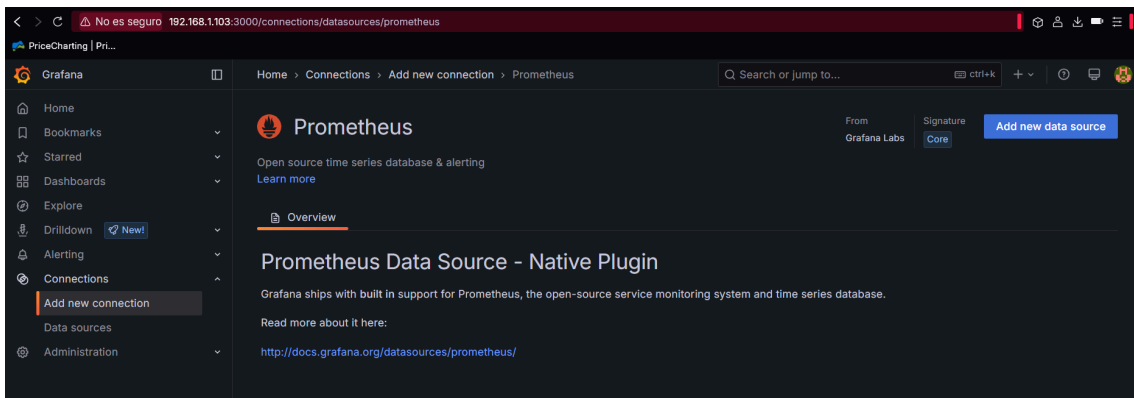 No es seguro 192.168.1.103:3000/connections/datasources/prometheus
PriceCharting | Pri...
Grafana
Home › Connections › Add new connection › Prometheus
Search or jump to...
ctrl+k
Home
Bookmarks
Starred
Dashboards
Explore
Drilldown New!
Alerting
Connections
Add new connection
Data sources
Administration
Prometheus
From
Grafana Labs
Signature
Core
Add new data source
Open source time series database & alerting
Learn more
Overview
Prometheus Data Source - Native Plugin
Grafana ships with built in support for Prometheus, the open-source service monitoring system and time series database.
Read more about it here:
http://docs.grafana.org/datasources/prometheus/